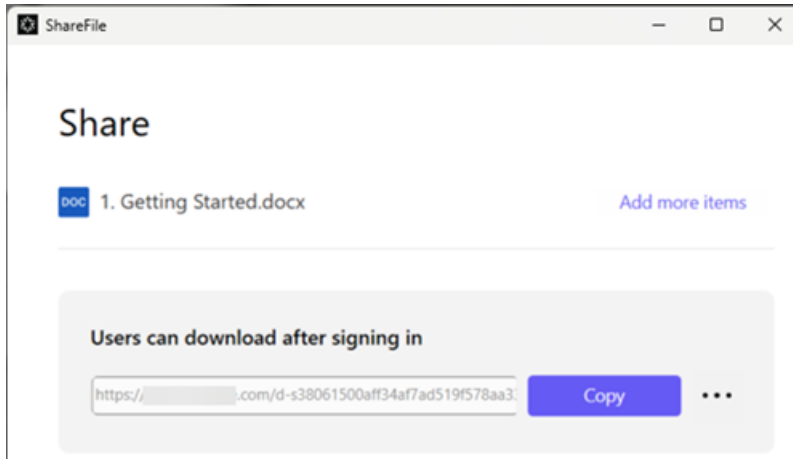 ShareFile
Share
DOC 1. Getting Started.docx Add more items
Users can download after signing in
https:// .com/d-s38061500aff34af7ad519f578aa3 Copy